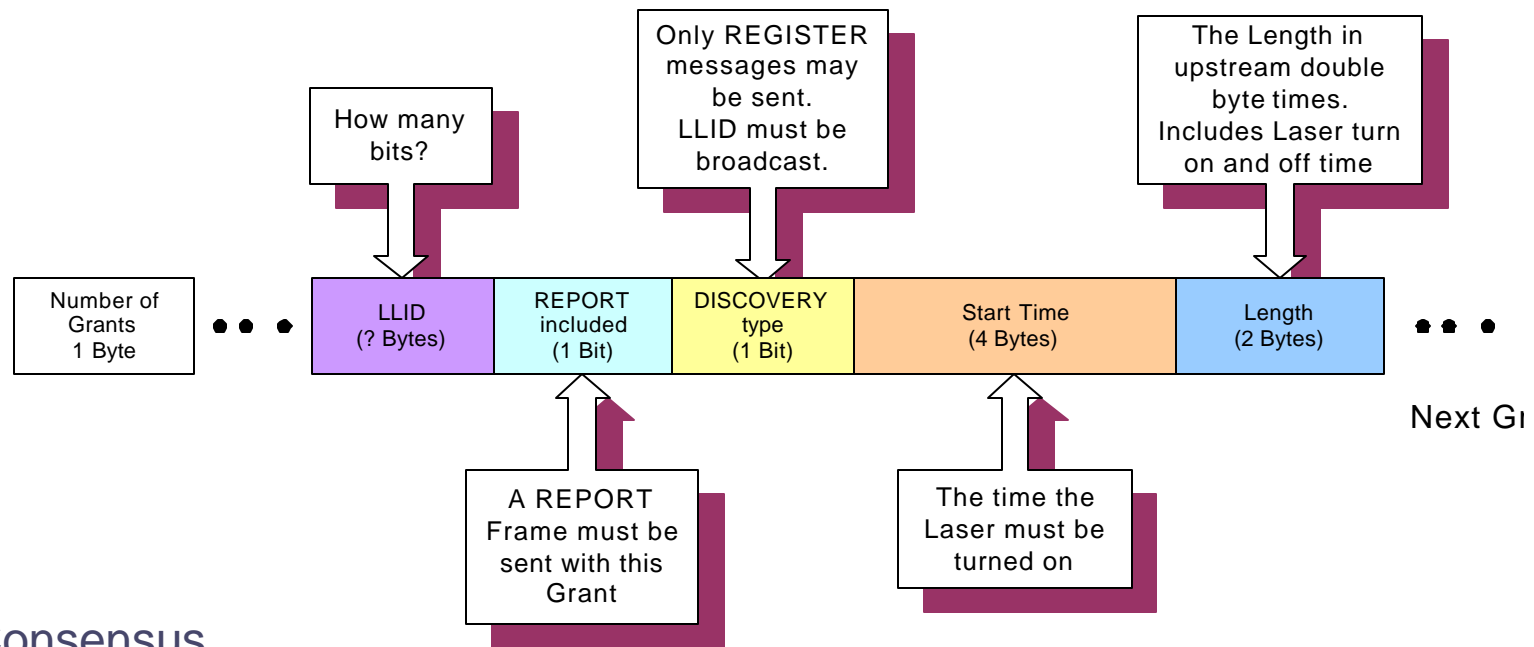 Only REGISTER
messages may
be sent.
LLID must be
broadcast.
The Length in
upstream double
byte times.
Includes Laser turn
on and off time
How many
bits?
Number of
Grants
1 Byte
LLID
(? Bytes)
REPORT
included
(1 Bit)
DISCOVERY
type
(1 Bit)
Start Time
(4 Bytes)
Length
(2 Bytes)
Next
A REPORT
Frame must be
sent with this
Grant
The time the
Laser must be
turned on
onsensus